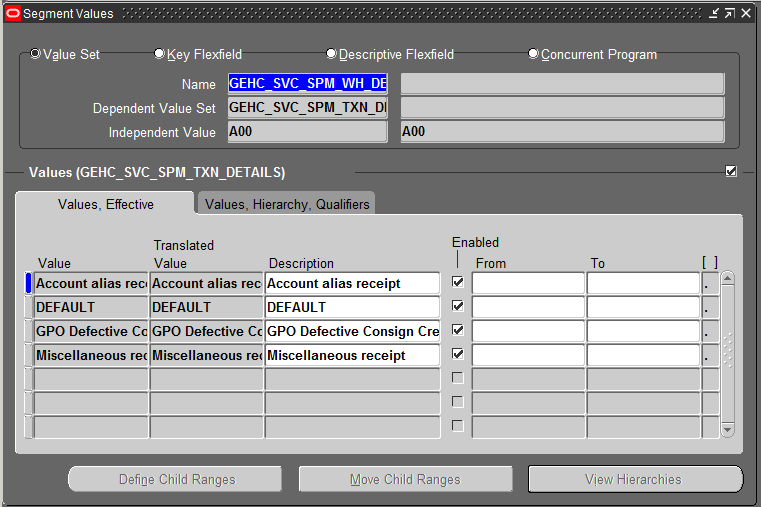 Segment Values
Value Set Key Flexfield Descriptive Flexfield Concurrent Program
Name GEHC_SVC_SPM_WH_DE
Dependent Value Set GEHC_SVC_SPM_TXN_DI
Independent Value A00 A00
Values (GEHC_SVC_SPM_TXN_DETAILS)
Values, Effective Values, Hierarchy, Qualifiers
Translated Enabled
Value Value Description From To [ ]
Account alias rece Account alias rec Account alias receipt .
DEFAULT DEFAULT DEFAULT .
GPO Defective Co GPO Defective Co GPO Defective Consign Cre .
Miscellaneous rec Miscellaneous rec Miscellaneous receipt .
Define Child Ranges Move Child Ranges View Hierarchies